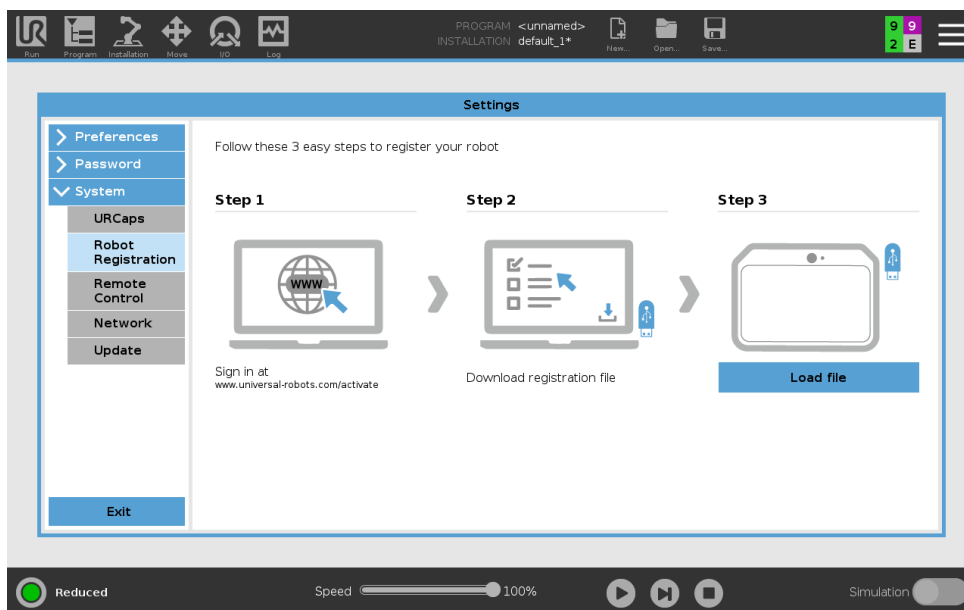 PROGRAM <unnamed>
INSTALLATION default_1*
Run
Program
Installation
Move
I/O
Log
New...
Open...
Save...
9 9
2 E
Settings
Preferences
Password
System
URCaps
Robot
Registration
Remote
Control
Network
Update
Exit
Follow these 3 easy steps to register your robot
Step 1
Step 2
Step 3
www
Sign in at
www.universal-robots.com/activate
Download registration file
Load file
Reduced
Speed
100%
Simulation